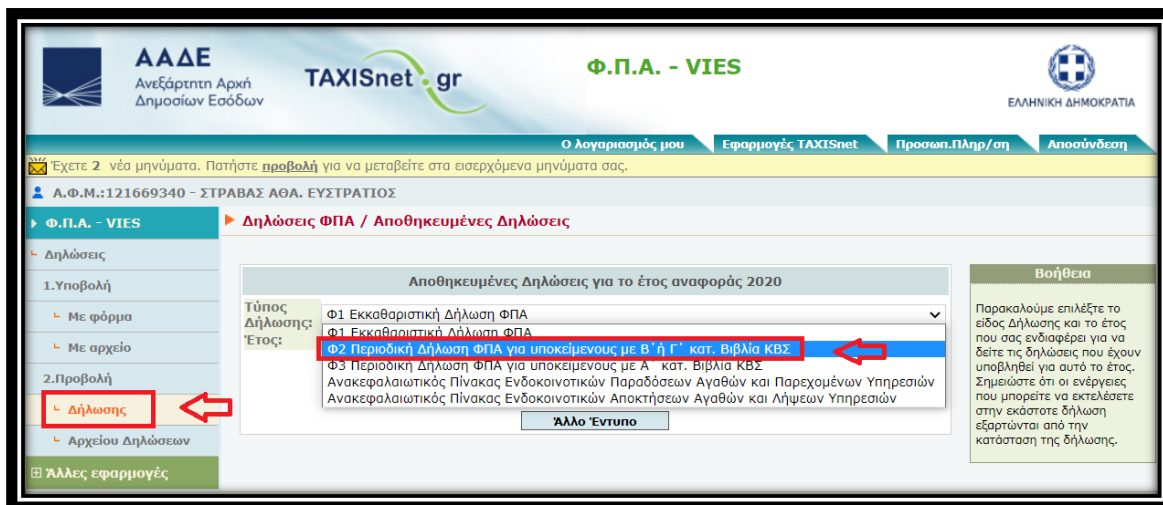 ΑΑΔΕ
Ανεξάρτητη Αρχή
Δημοσίων Εσόδων
TAXISnet.gr
Φ.Π.Α. - VIES
ΕΛΛΗΝΙΚΗ ΔΗΜΟΚΡΑΤΙΑ
Ο λογαριασμός μου Εφαρμογές TAXISnet Προσωπ.Πληρ/ση Αποσύνδεση
Έχετε 2 νέα μηνύματα. Πατήστε προβολή για να μεταβείτε στα εισερχόμενα μηνύματα σας.
Α.Φ.Μ.:121669340 - ΣΤΡΑΒΑΣ ΑΘΑ. ΕΥΣΤΡΑΤΙΟΣ
Φ.Π.Α. - VIES
Δηλώσεις
1.Υποβολή
Με φόρμα
Με αρχείο
2.Προβολή
Δήλωσης
Αρχείου Δηλώσεων
Άλλες εφαρμογές
Δηλώσεις ΦΠΑ / Αποθηκευμένες Δηλώσεις
Αποθηκευμένες Δηλώσεις για το έτος αναφοράς 2020
Τύπος
Δήλωσης:
Έτος:
Φ1 Εκκαθαριστική Δήλωση ΦΠΑ
Φ1 Εκκαθαριστική Δήλωση ΦΠΑ
Φ2 Περιοδική Δήλωση ΦΠΑ για υποκείμενους με Β΄ή Γ΄ κατ. Βιβλία ΚΒΣ
Φ3 Περιοδική Δήλωση ΦΠΑ για υποκείμενους με Α΄ κατ. Βιβλία ΚΒΣ
Ανακεφαλαιωτικός Πίνακας Ενδοκοινοτικών Παραδόσεων Αγαθών και Παρεχομένων Υπηρεσιών
Ανακεφαλαιωτικός Πίνακας Ενδοκοινοτικών Αποκτήσεων Αγαθών και Λήψεων Υπηρεσιών
Άλλο Έντυπο
Βοήθεια
Παρακαλούμε επιλέξτε το
είδος Δήλωσης και το έτος
που σας ενδιαφέρει για να
δείτε τις δηλώσεις που έχουν
υποβληθεί για αυτό το έτος.
Σημειώστε ότι οι ενέργειες
που μπορείτε να εκτελέσετε
στην εκάστοτε δήλωση
εξαρτώνται από την
κατάσταση της δήλωσης.